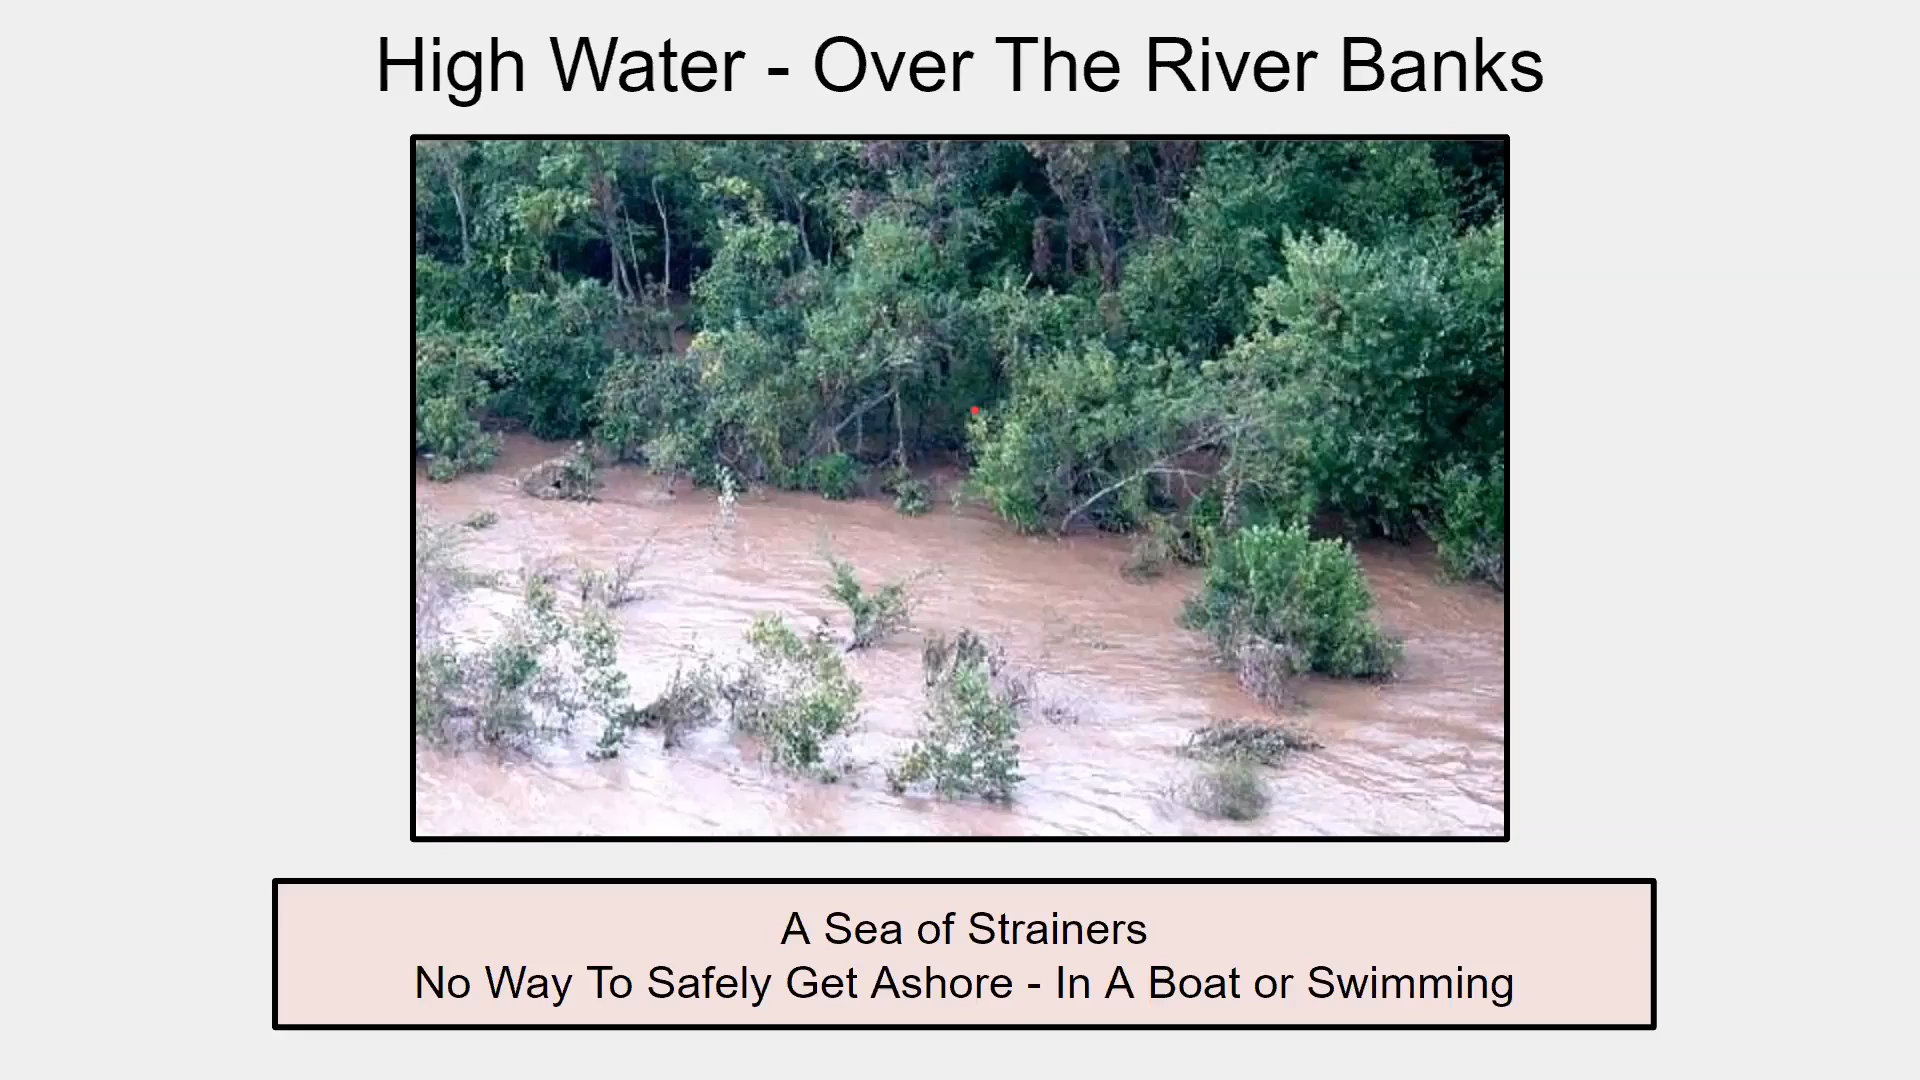 High Water - Over The River Banks
A Sea of Strainers
No Way To Safely Get Ashore - In A Boat or Swimming